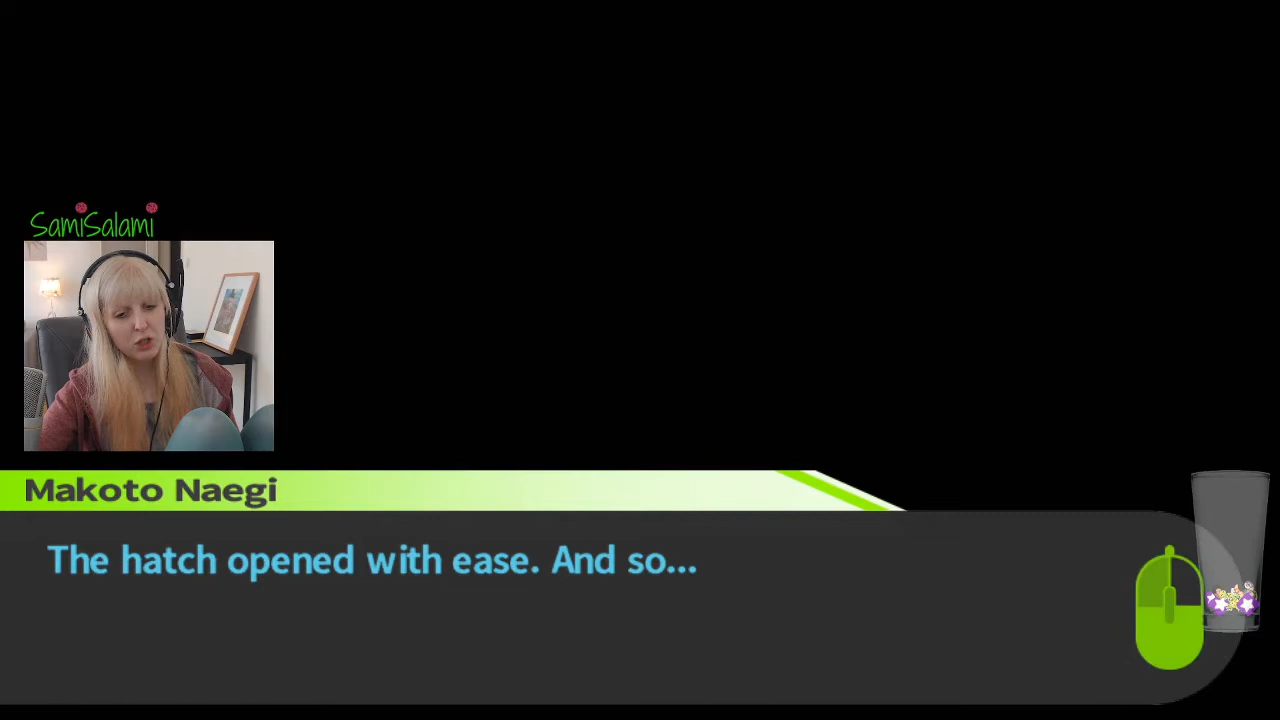 SamiSalami
Makoto Naegi
The hatch opened with ease. And so...